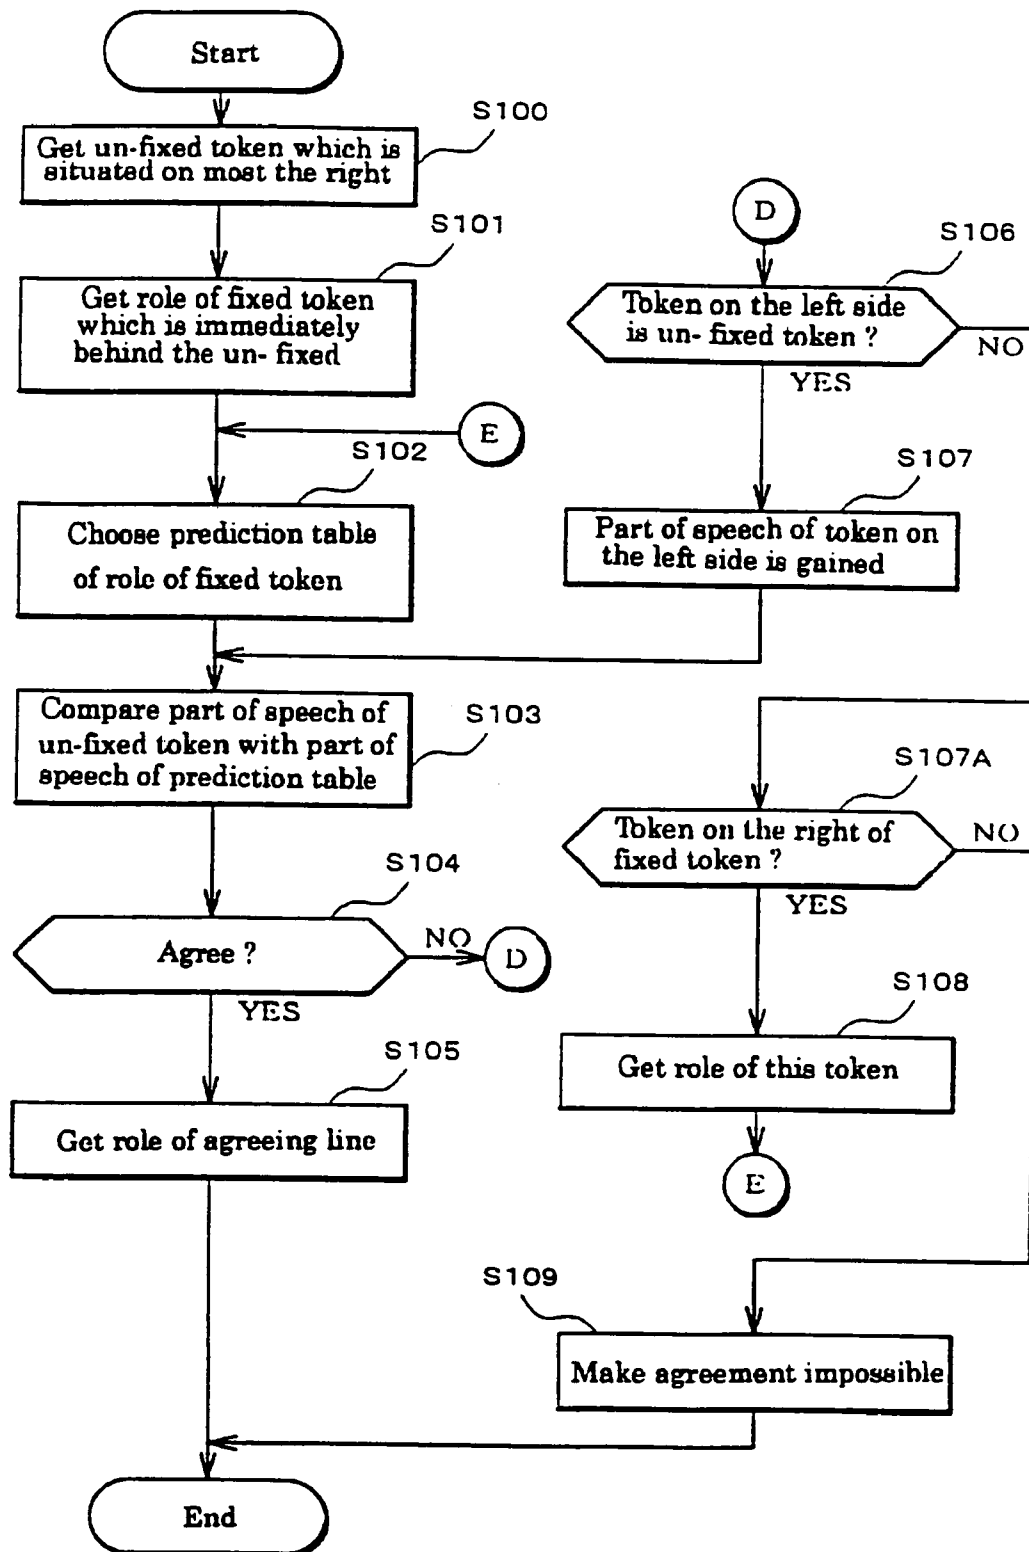 Start
S100
Get un-fixed token which is
situated on most the right
S101
Get role of fixed token
which is immediately
behind the un- fixed
E
S102
Choose prediction table
of role of fixed token
S103
Compare part of speech of
un-fixed token with part of
speech of prediction table
S104
Agree ?
NO
D
YES
S105
Get role of agreeing line
D
S106
Token on the left side
is un- fixed token ?
NO
YES
S107
Part of speech of token on
the left side is gained
S107A
Token on the right of
fixed token ?
NO
YES
S108
Get role of this token
E
S109
Make agreement impossible
End